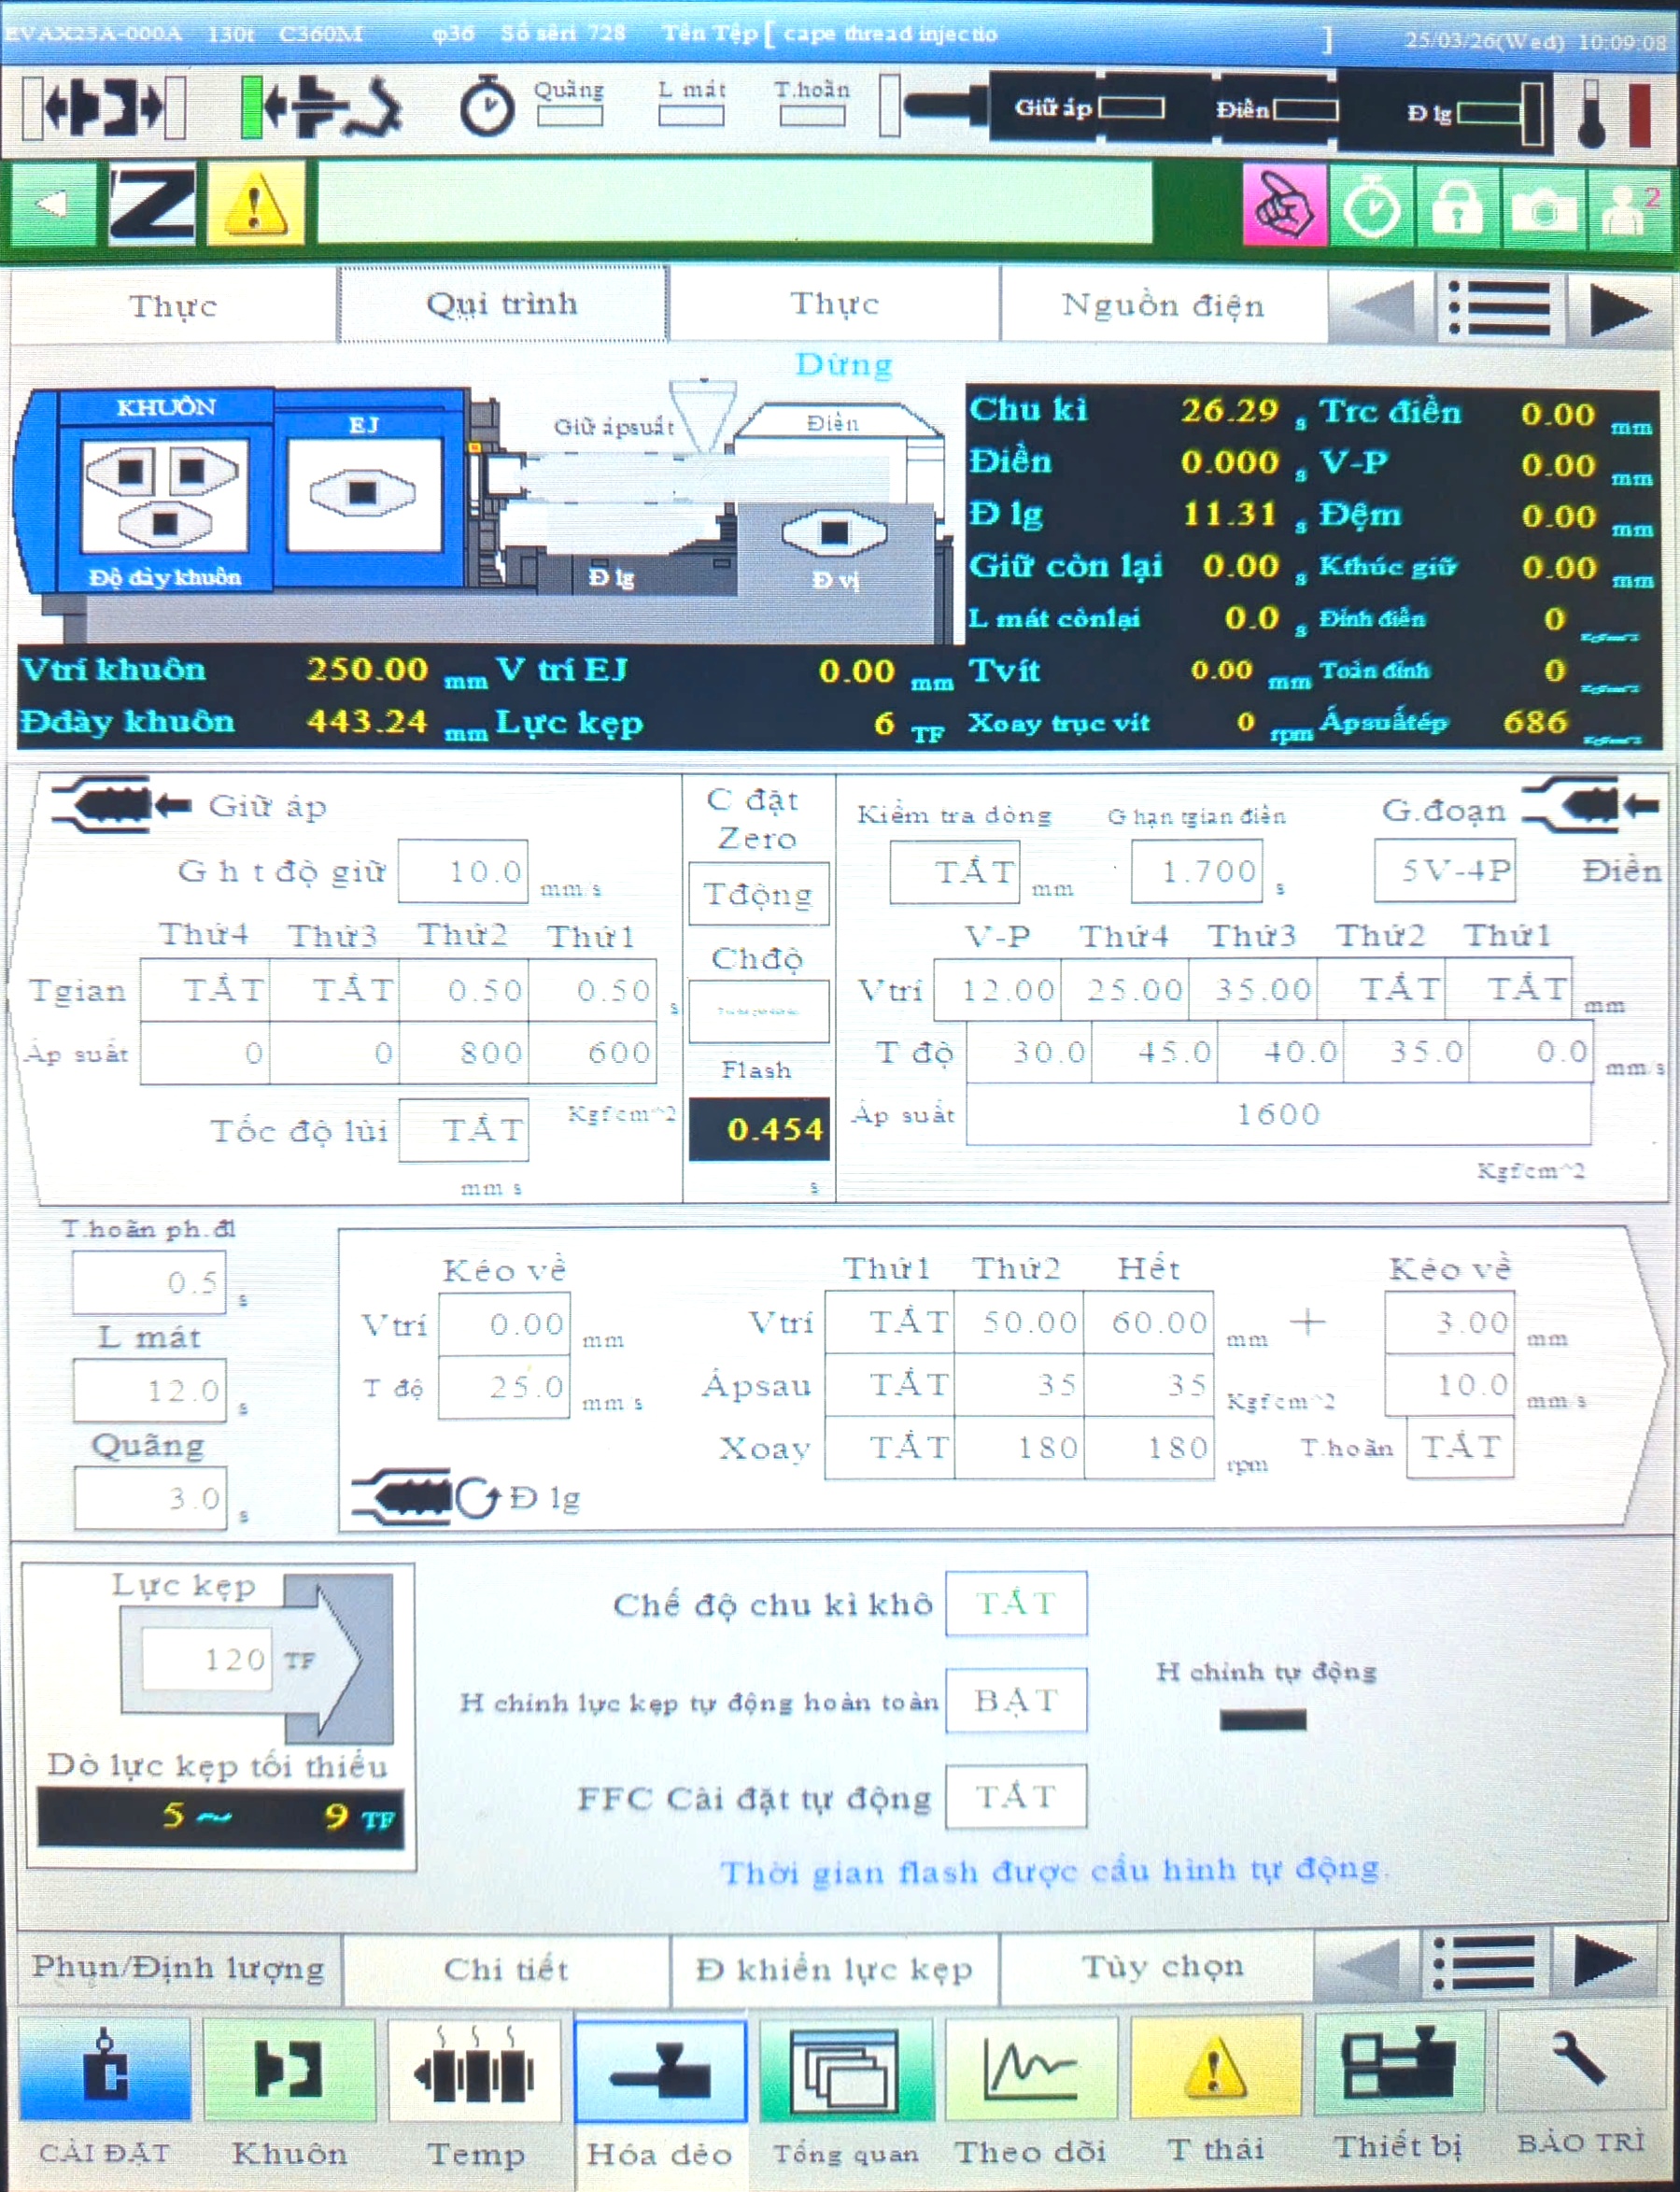 EVAX23A-000A 130t C360M φ36 Số sêri 728 Tên Tệp [ cape thread injectio ] 25/03/26(Wed) 10:09:08
Quãng L mát T.hoãn Giữ áp Điền Đ lg
2
Thực Qui trình Thực Nguồn điện
Dừng
KHUÔN EJ Giữ ápsuất Điền
Độ dày khuôn Đ lg Đ vị
Chu kì 26.29 s Trc điền 0.00 mm
Điền 0.000 s V-P 0.00 mm
Đ lg 11.31 s Đệm 0.00 mm
Giữ còn lại 0.00 s Kthúc giữ 0.00 mm
L mát cònlại 0.0 s Đỉnh điền 0
Vtrí khuôn 250.00 mm V trí EJ 0.00 mm Tvít 0.00 mm Toàn đỉnh 0
Đdày khuôn 443.24 mm Lực kẹp 6 TF Xoay trục vít 0 rpm Ápsuấtép 686
Giữ áp
G h t độ giữ 10.0 mm/s
Thứ4 Thứ3 Thứ2 Thứ1
Tgian TẮT TẮT 0.50 0.50 s
Áp suất 0 0 800 600
Tốc độ lùi TẮT Kgf/cm^2
mm/s
C đặt
Zero
Tđộng
Chđộ
Flash
0.454
s
Kiểm tra dòng G hạn tgian điền G.đoạn
TẮT mm 1.700 s 5V-4P Điền
V-P Thứ4 Thứ3 Thứ2 Thứ1
Vtrí 12.00 25.00 35.00 TẮT TẮT mm
T độ 30.0 45.0 40.0 35.0 0.0 mm/s
Áp suất 1600
Kgf/cm^2
T.hoãn ph.đl
0.5 s
L mát
12.0 s
Quãng
3.0 s
Kéo về
Vtrí 0.00 mm
T độ 25.0 mm/s
Đ lg
Thứ1 Thứ2 Hết Kéo về
Vtrí TẮT 50.00 60.00 mm + 3.00 mm
Ápsau TẮT 35 35 Kgf/cm^2 10.0 mm/s
Xoay TẮT 180 180 rpm T.hoãn TẮT
Lực kẹp
120 TF
Dò lực kẹp tối thiểu
5 ~ 9 TF
Chế độ chu kì khô TẮT
H chỉnh lực kẹp tự động hoàn toàn BẬT
H chỉnh tự động
FFC Cài đặt tự động TẮT
Thời gian flash được cấu hình tự động.
Phun/Định lượng Chi tiết Đ khiển lực kẹp Tùy chọn
CÀI ĐẶT Khuôn Temp Hóa dẻo Tổng quan Theo dõi T thái Thiết bị BẢO TRÌ